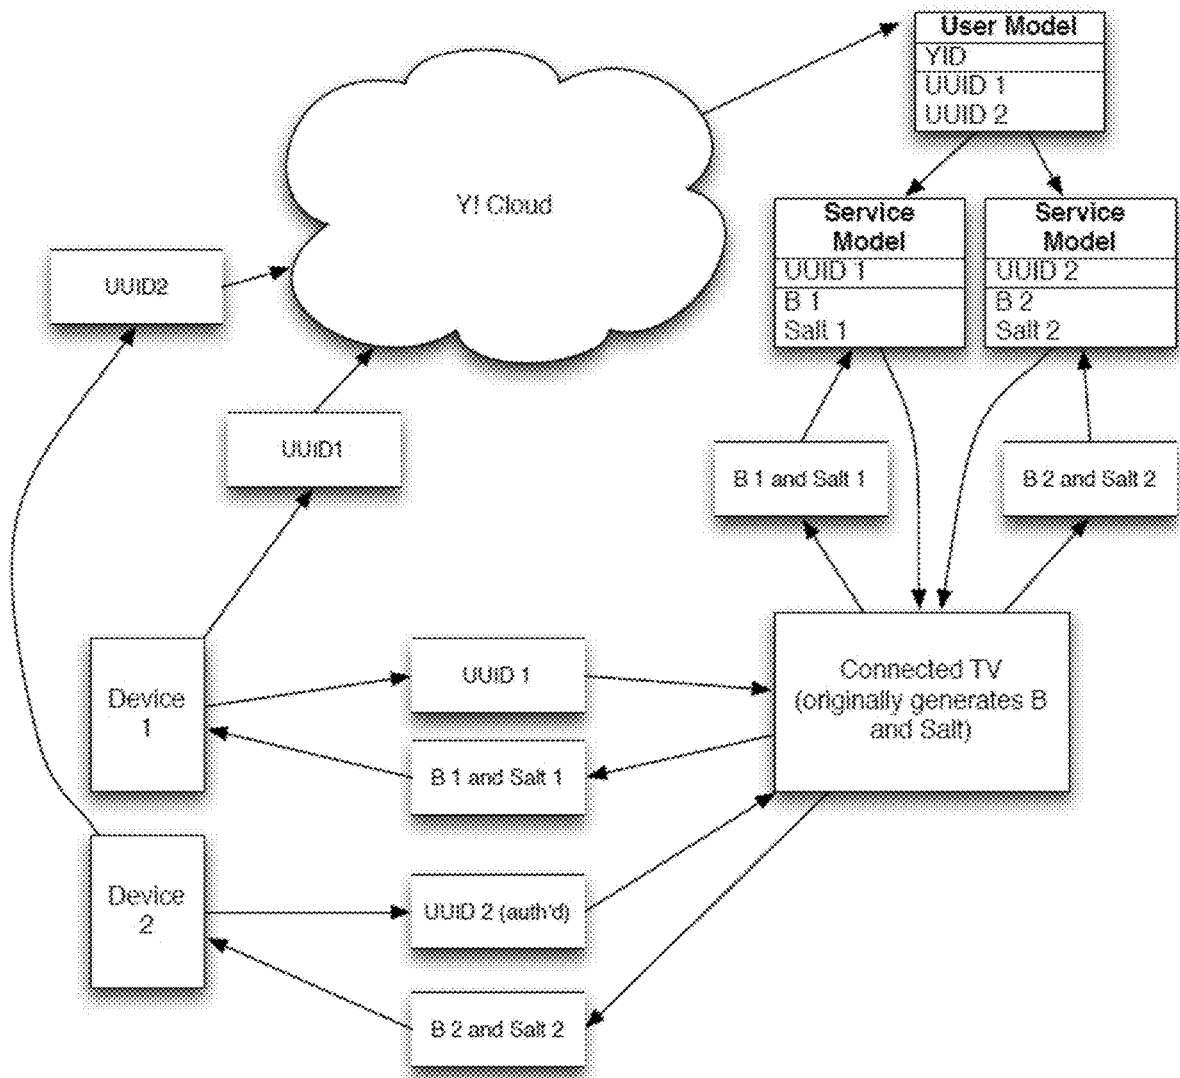 User Model
YID
UUID 1
UUID 2
Y! Cloud
Service
Model
UUID 1
B 1
Salt 1
Service
Model
UUID 2
B 2
Salt 2
UUID2
UUID1
B 1 and Salt 1
B 2 and Salt 2
Device
1
UUID 1
B 1 and Salt 1
Connected TV
(originally generates B
and Salt)
Device
2
UUID 2 (auth'd)
B 2 and Salt 2